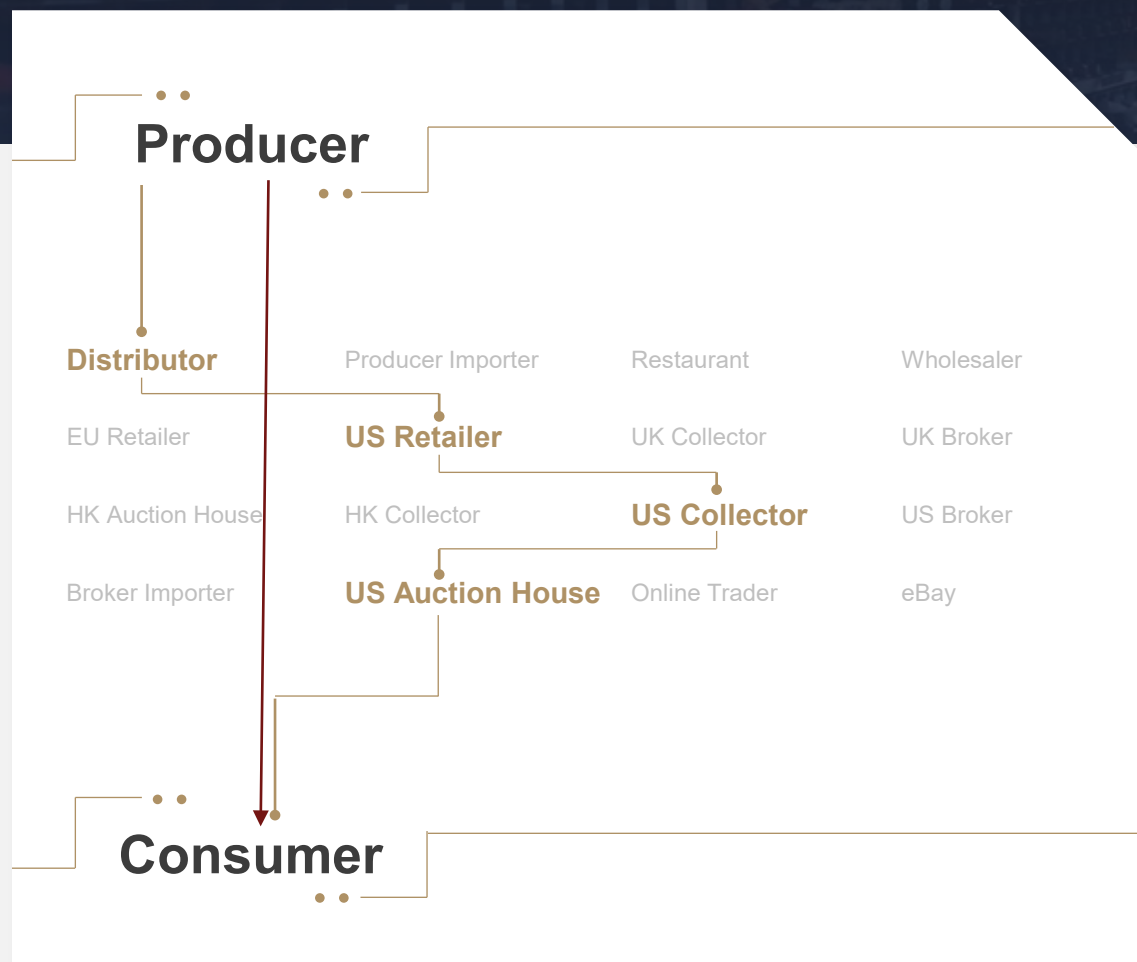 Producer
Distributor Producer Importer Restaurant Wholesaler
EU Retailer US Retailer UK Collector UK Broker
HK Auction House HK Collector US Collector US Broker
Broker Importer US Auction House Online Trader eBay
Consumer